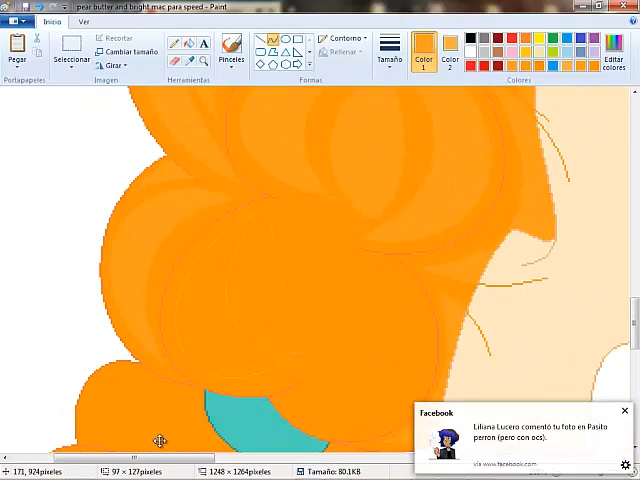 pear butter and bright mac para speed - Paint
Inicio Ver
Pegar
Portapapeles
Seleccionar
Recortar
Cambiar tamaño
Girar
Imagen
A
Herramientas
Pinceles
Contorno
Rellenar
Formas
Tamaño
Color 1
Color 2
Editar colores
Colores
Facebook
Liliana Lucero comentó tu foto en Pasito
perron (pero con ocs).
vía www.facebook.com
171, 924píxeles
97 × 127píxeles
1248 × 1264píxeles
Tamaño: 80.1KB